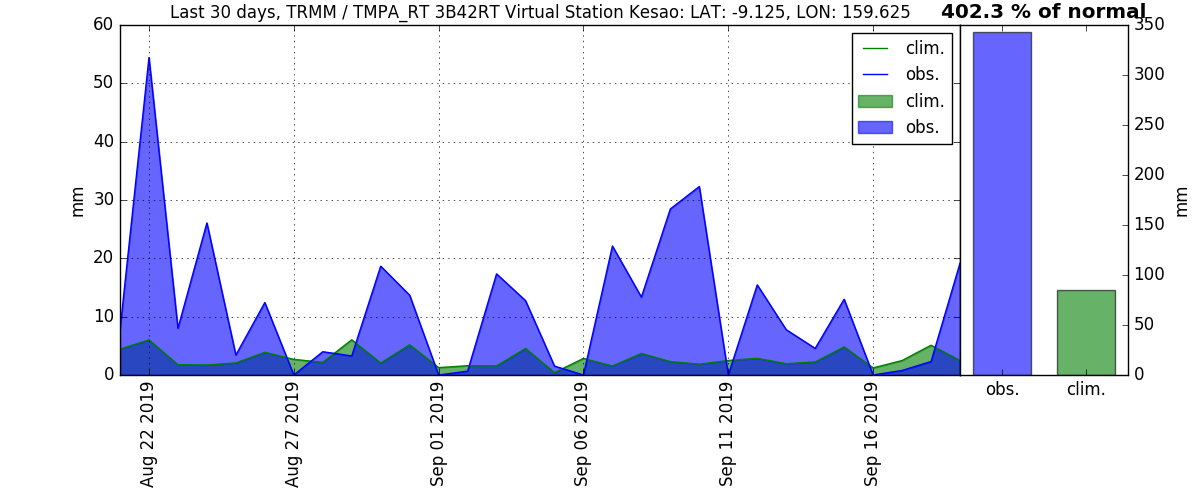 Last 30 days, TRMM / TMPA_RT 3B42RT Virtual Station Kesao: LAT: -9.125, LON: 159.625
402.3 % of normal
60
50
40
30
20
10
0
mm
clim.
obs.
clim.
obs.
350
300
250
200
150
100
50
0
mm
obs.
clim.
Aug 22 2019
Aug 27 2019
Sep 01 2019
Sep 06 2019
Sep 11 2019
Sep 16 2019